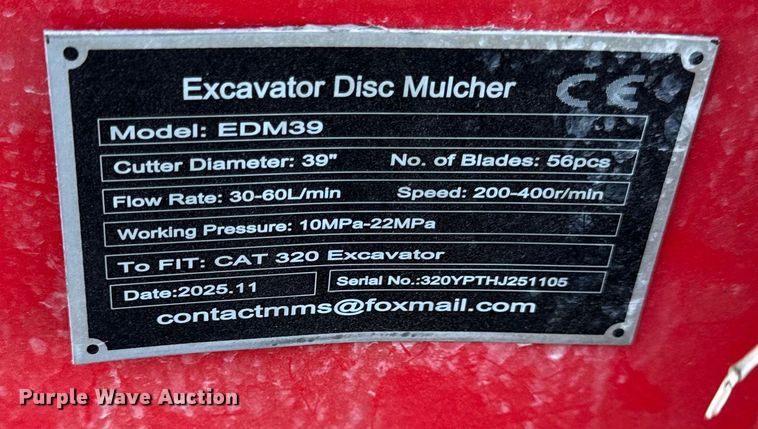 Excavator Disc Mulcher CE
Model: EDM39
Cutter Diameter: 39" No. of Blades: 56pcs
Flow Rate: 30-60L/min Speed: 200-400r/min
Working Pressure: 10MPa-22MPa
To FIT: CAT 320 Excavator
Date:2025.11 Serial No.:320YPTHJ251105
contactmms@foxmail.com
Purple Wave Auction